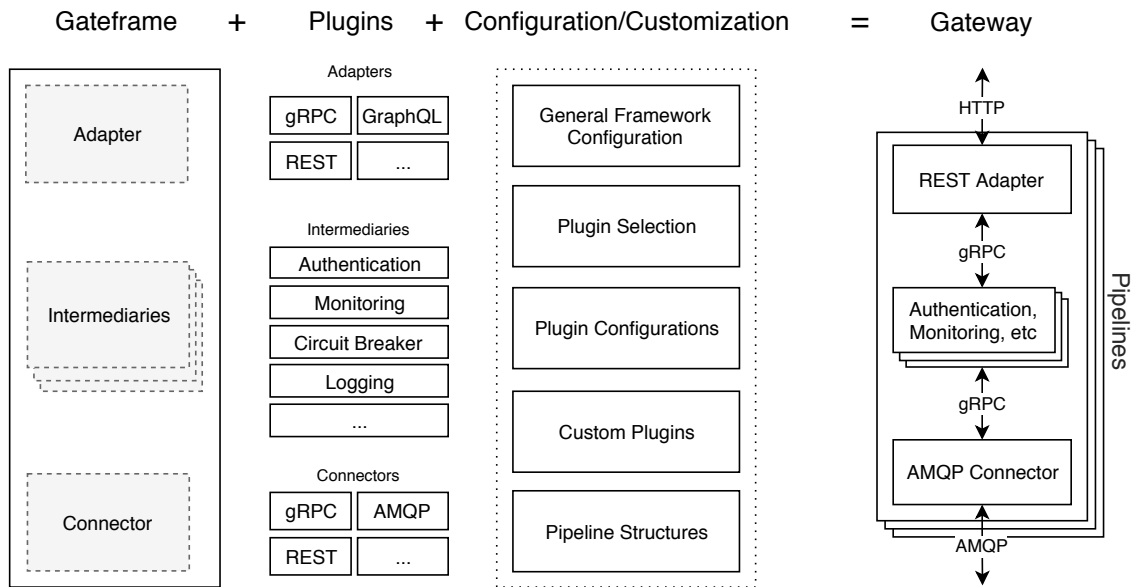 Gateframe + Plugins + Configuration/Customization = Gateway
Adapter
Intermediaries
Connector
Adapters
gRPC GraphQL
REST ...
Intermediaries
Authentication
Monitoring
Circuit Breaker
Logging
...
Connectors
gRPC AMQP
REST ...
General Framework
Configuration
Plugin Selection
Plugin Configurations
Custom Plugins
Pipeline Structures
HTTP
REST Adapter
gRPC
Authentication,
Monitoring, etc
gRPC
AMQP Connector
AMQP
Pipelines